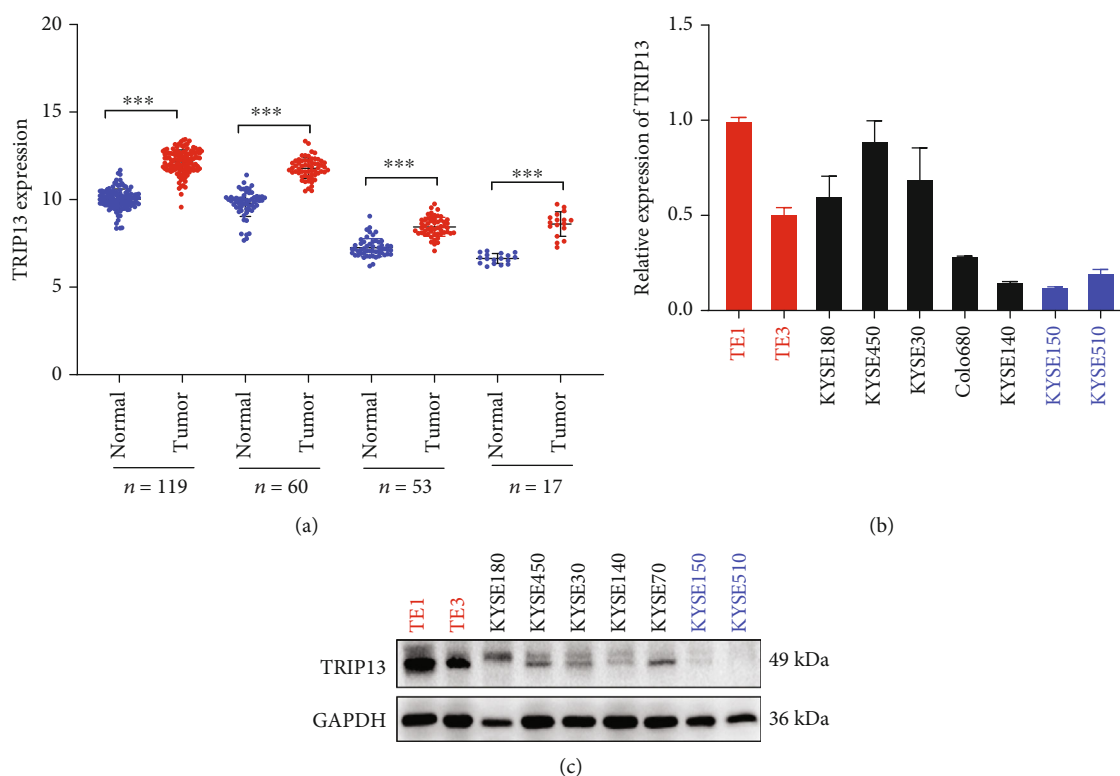 20
15
10
5
0
TRIP13 expression
***
***
***
***
Normal
Tumor
Normal
Tumor
Normal
Tumor
Normal
Tumor
n = 119
n = 60
n = 53
n = 17
(a)
1.5
1.0
0.5
0.0
Relative expression of TRIP13
TE1
TE3
KYSE180
KYSE450
KYSE30
Colo680
KYSE140
KYSE150
KYSE510
(b)
TE1
TE3
KYSE180
KYSE450
KYSE30
KYSE140
KYSE70
KYSE150
KYSE510
TRIP13
49 kDa
GAPDH
36 kDa
(c)